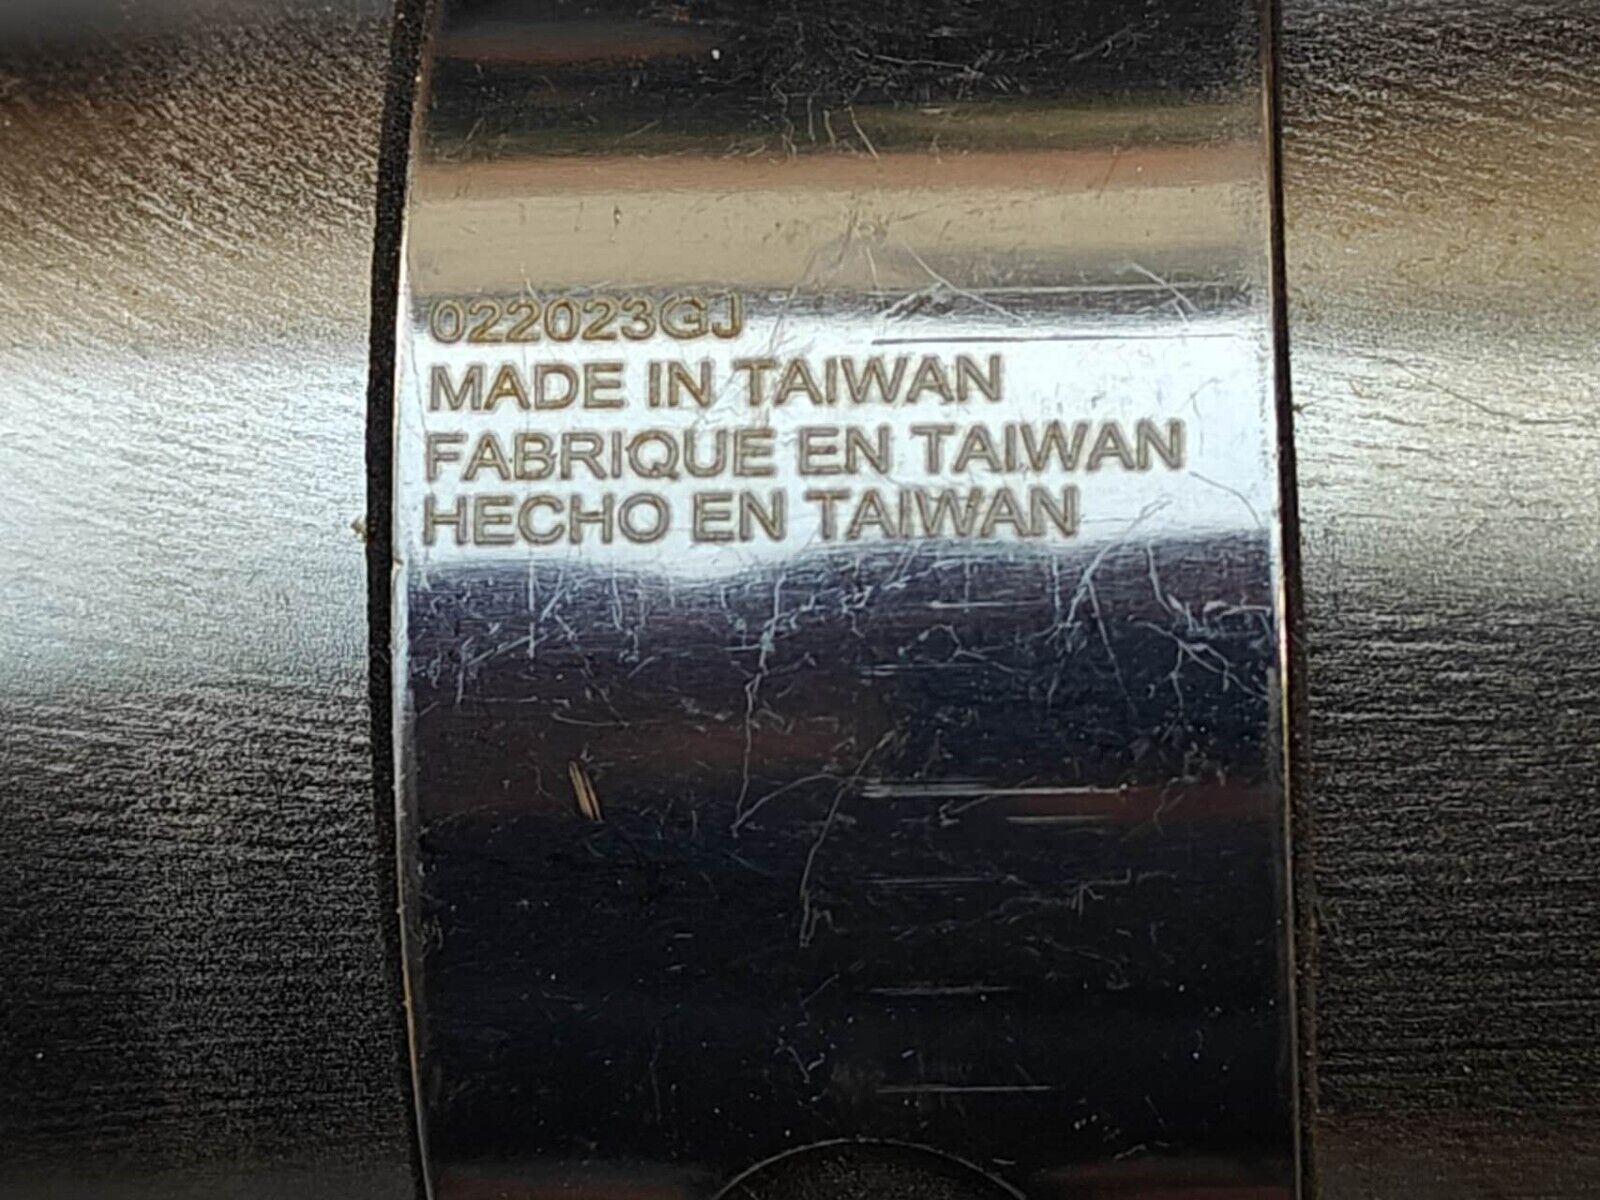 022023GJ
MADE IN TAIWAN
FABRIQUE EN TAIWAN
HECHO EN TAIWAN